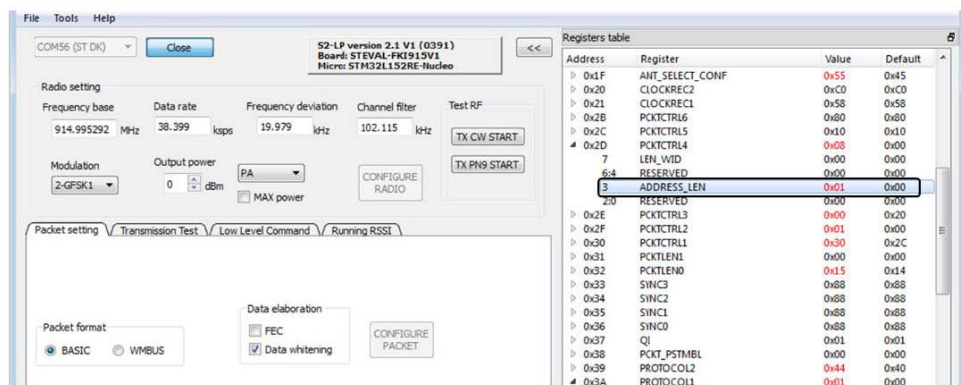 File Tools Help
COM56 (ST DK)
Close
S2-LP version 2.1 V1 (0391)
Board: STEVAL-FKI915V1
Micro: STM32L152RE-Nucleo
<<
Radio setting
Frequency base
Data rate
Frequency deviation
Channel filter
Test RF
914.995292 MHz
38.399 ksps
19.979 kHz
102.115 kHz
TX CW START
TX PN9 START
Modulation
Output power
2-GFSK1
0 dBm
PA
MAX power
CONFIGURE
RADIO
Packet setting
Transmission Test
Low Level Command
Running RSSI
Data elaboration
Packet format
FEC
BASIC
WMBUS
Data whitening
CONFIGURE
PACKET
Registers table
Address Register Value Default
0x1F ANT_SELECT_CONF 0x55 0x45
0x20 CLOCKREC2 0xC0 0xC0
0x21 CLOCKREC1 0x58 0x58
0x2B PCKTCTRL6 0x80 0x80
0x2C PCKTCTRL5 0x10 0x10
0x2D PCKTCTRL4 0x08 0x00
7 LEN_WID 0x00 0x00
6:4 RESERVED 0x00 0x00
3 ADDRESS_LEN 0x01 0x00
2:0 RESERVED 0x00 0x00
0x2E PCKTCTRL3 0x00 0x20
0x2F PCKTCTRL2 0x01 0x00
0x30 PCKTCTRL1 0x30 0x2C
0x31 PCKTLEN1 0x00 0x00
0x32 PCKTLEN0 0x15 0x14
0x33 SYNC3 0x88 0x88
0x34 SYNC2 0x88 0x88
0x35 SYNC1 0x88 0x88
0x36 SYNC0 0x88 0x88
0x37 QI 0x01 0x01
0x38 PCKT_PSTMBL 0x00 0x00
0x39 PROTOCOL2 0x44 0x40
0x3A PROTOCOL1 0x01 0x00